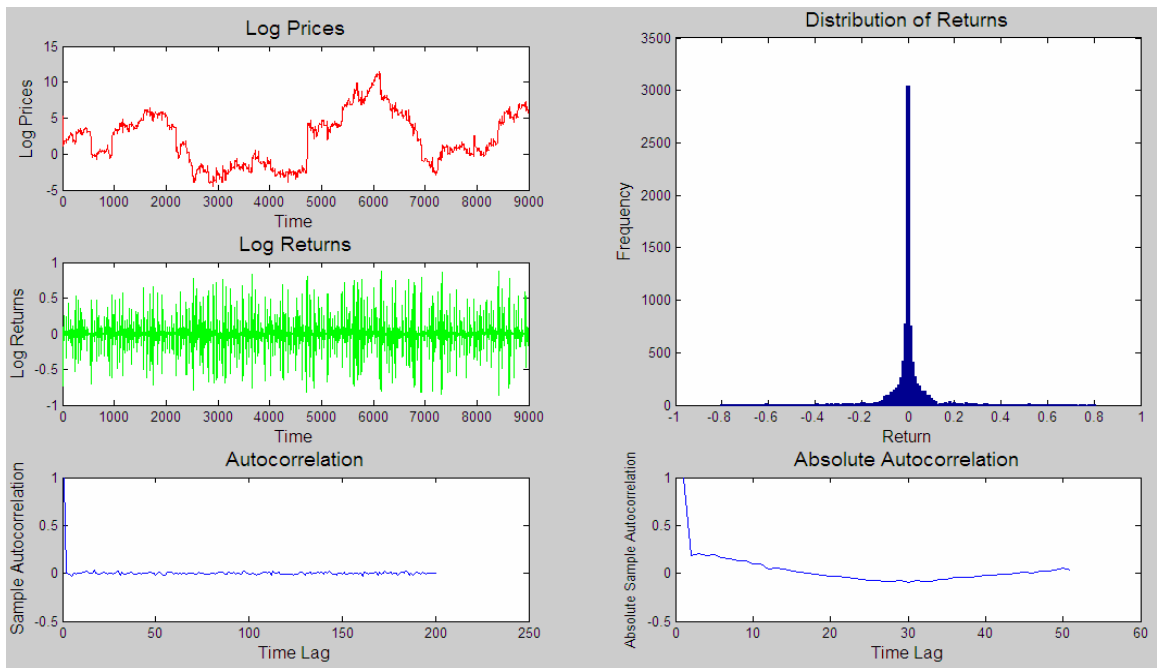 Log Prices
15
10
5
0
-5
Log Prices
0 1000 2000 3000 4000 5000 6000 7000 8000 9000
Time
Log Returns
1
0.5
0
-0.5
-1
Log Returns
0 1000 2000 3000 4000 5000 6000 7000 8000 9000
Time
Autocorrelation
1
0.5
0
-0.5
Sample Autocorrelation
0 50 100 150 200 250
Time Lag
Distribution of Returns
3500
3000
2500
2000
1500
1000
500
0
Frequency
-1 -0.8 -0.6 -0.4 -0.2 0 0.2 0.4 0.6 0.8 1
Return
Absolute Autocorrelations
1
0.5
0
-0.5
Absolute Sample Autocorrelation
0 10 20 30 40 50 60
Time Lag